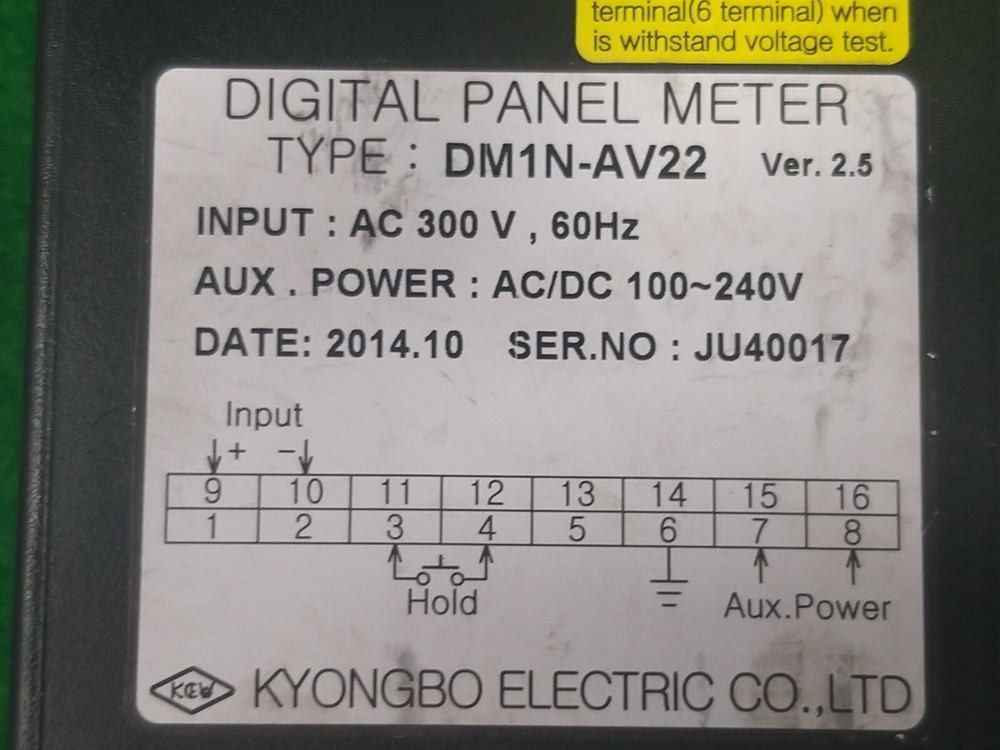 terminal(6 terminal) when
is withstand voltage test.
DIGITAL PANEL METER
TYPE : DM1N-AV22 Ver. 2.5
INPUT : AC 300 V , 60Hz
AUX . POWER : AC/DC 100~240V
DATE: 2014.10 SER.NO : JU40017
Input
+ −
9 10 11 12 13 14 15 16
1 2 3 4 5 6 7 8
Hold Aux.Power
KYONGBO ELECTRIC CO.,LTD